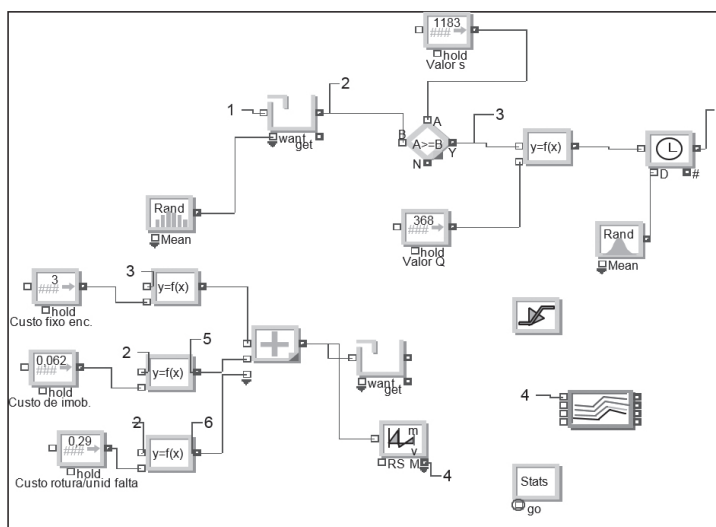 1183
###
hold
Valor s
2
1
want
get
A
B
A>=B
Y
N
3
y=f(x)
D
#
Rand
Mean
368
###
hold
Valor Q
Rand
Mean
3
###
hold
Custo fixo enc.
3
y=f(x)
0,062
###
hold
Custo de imob.
2
5
y=f(x)
want
get
4
0,29
###
hold
Custo rotura/unid falta
2
6
y=f(x)
m
v
RS M
4
Stats
go